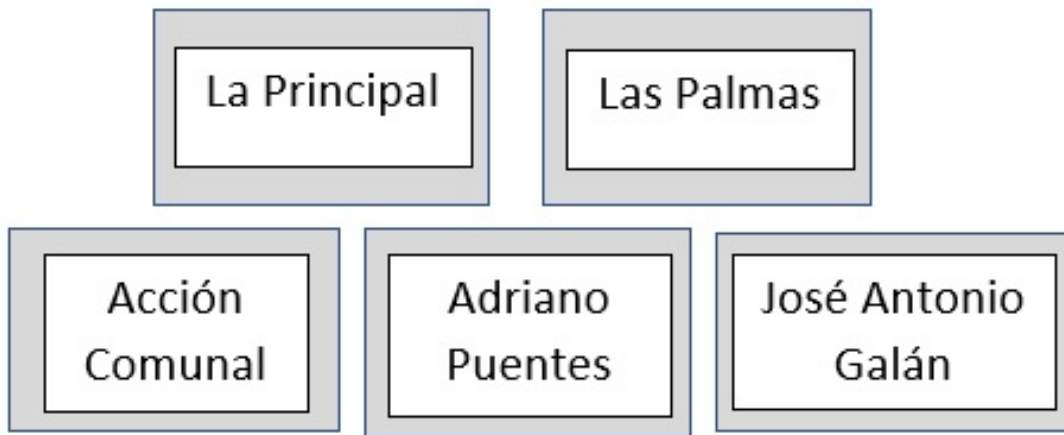 La Principal
Las Palmas
Acción
Comunal
Adriano
Puentes
José Antonio
Galán